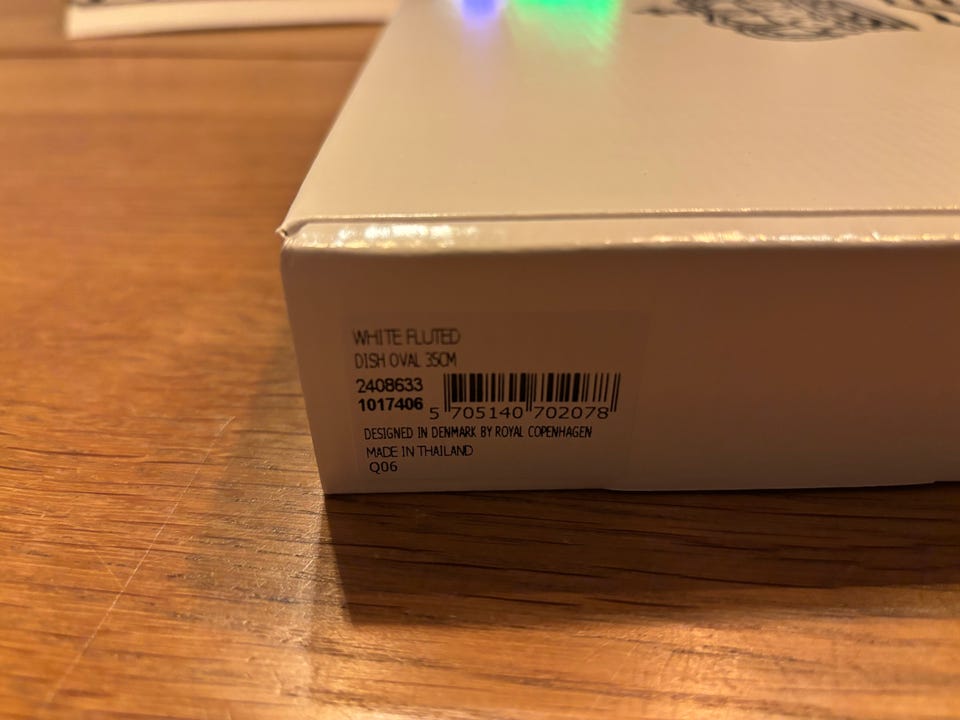 WHITE FLUTED
DISH OVAL 35CM
2408633
1017406
5 705140 702078
DESIGNED IN DENMARK BY ROYAL COPENHAGEN
MADE IN THAILAND
Q06